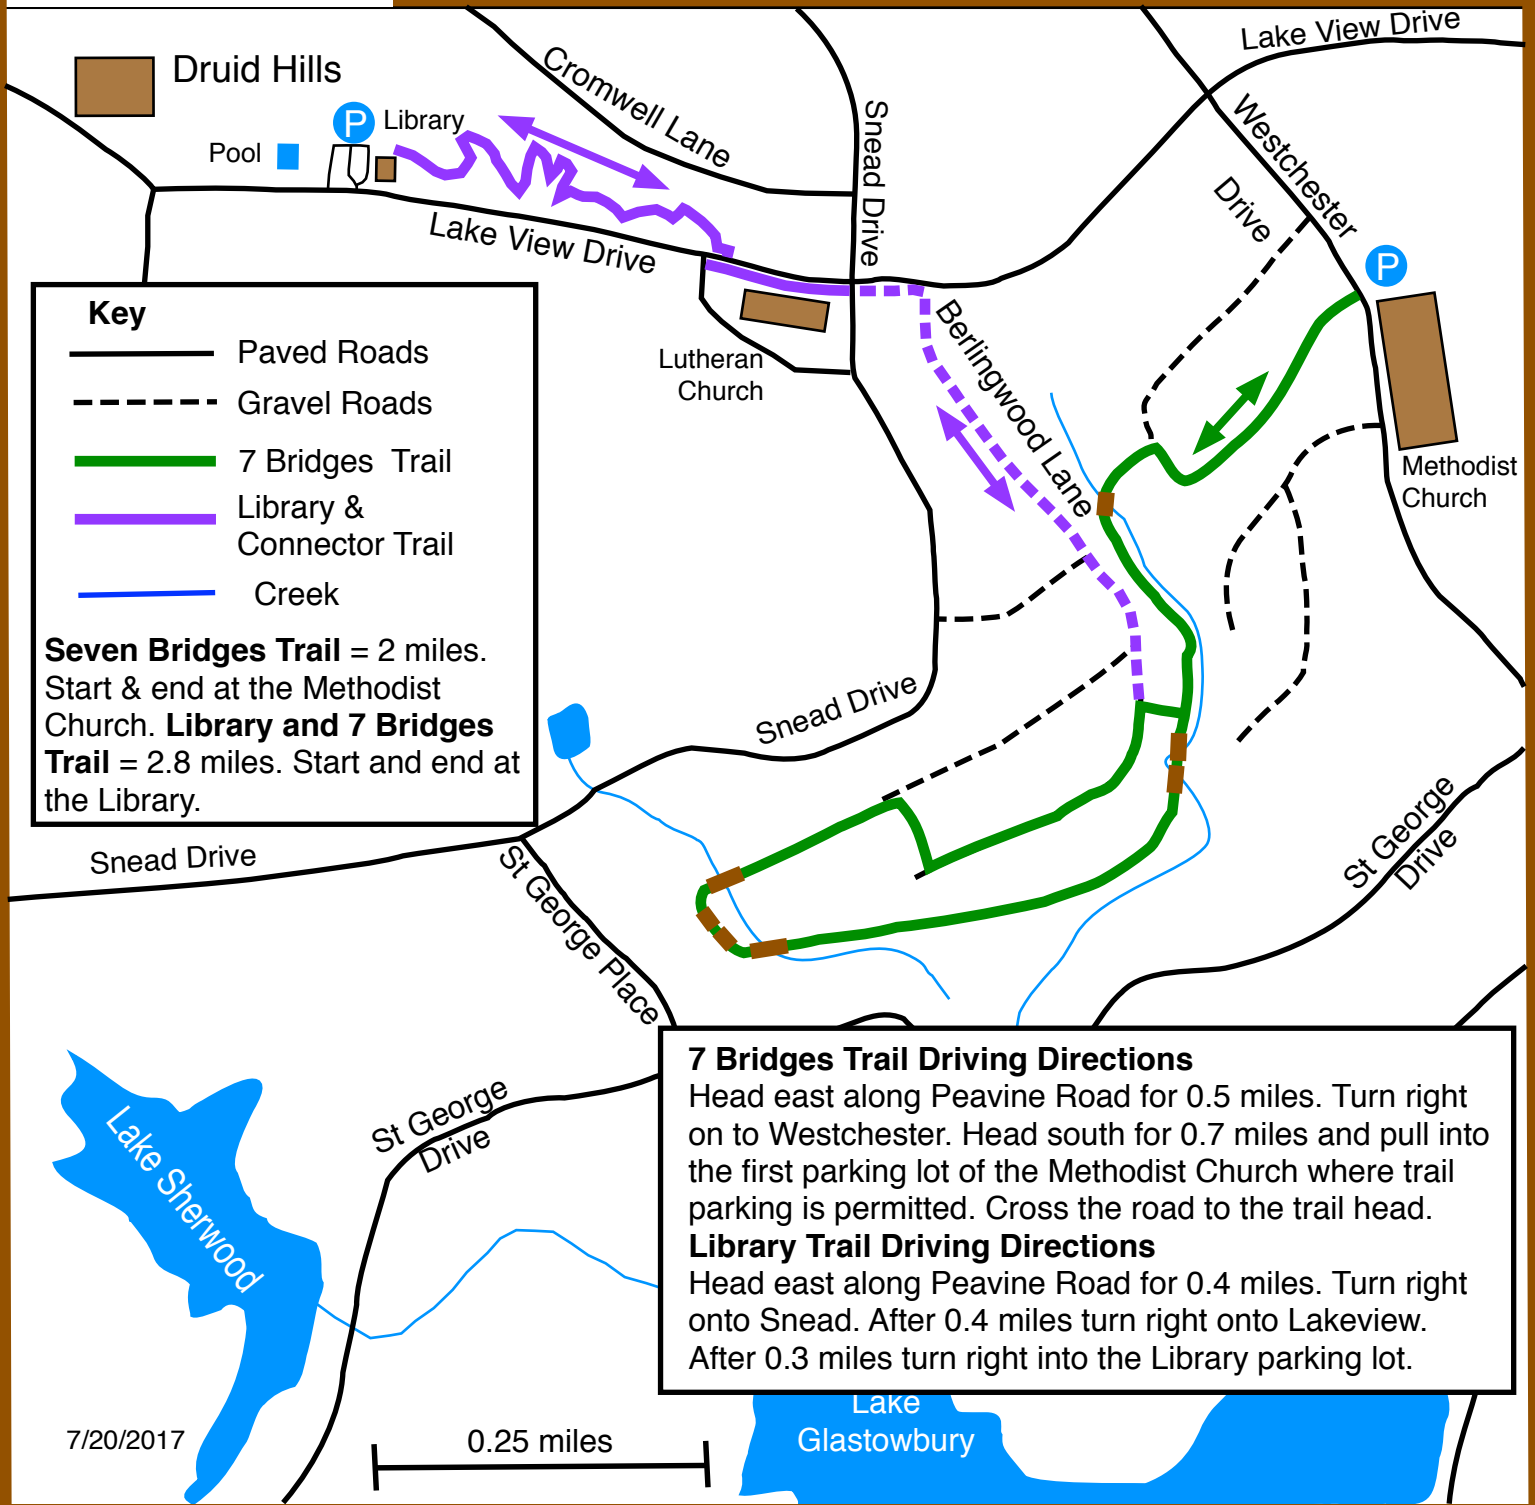 Lake View Drive
Druid Hills
Cromwell Lane
P
Library
Pool
Snead Drive
Westchester
Drive
Lake View Drive
P
Berlingwood Lane
Lutheran
Church
Methodist
Church
Key
Paved Roads
Gravel Roads
7 Bridges Trail
Library &
Connector Trail
Creek
Seven Bridges Trail = 2 miles.
Start & end at the Methodist
Church. Library and 7 Bridges
Trail = 2.8 miles. Start and end at
the Library.
Snead Drive
Snead Drive
St George
Drive
St George Place
7 Bridges Trail Driving Directions
Head east along Peavine Road for 0.5 miles. Turn right
on to Westchester. Head south for 0.7 miles and pull into
the first parking lot of the Methodist Church where trail
parking is permitted. Cross the road to the trail head.
Library Trail Driving Directions
Head east along Peavine Road for 0.4 miles. Turn right
onto Snead. After 0.4 miles turn right onto Lakeview.
After 0.3 miles turn right into the Library parking lot.
St George
Drive
Lake Sherwood
Lake
Glastowbury
7/20/2017
0.25 miles